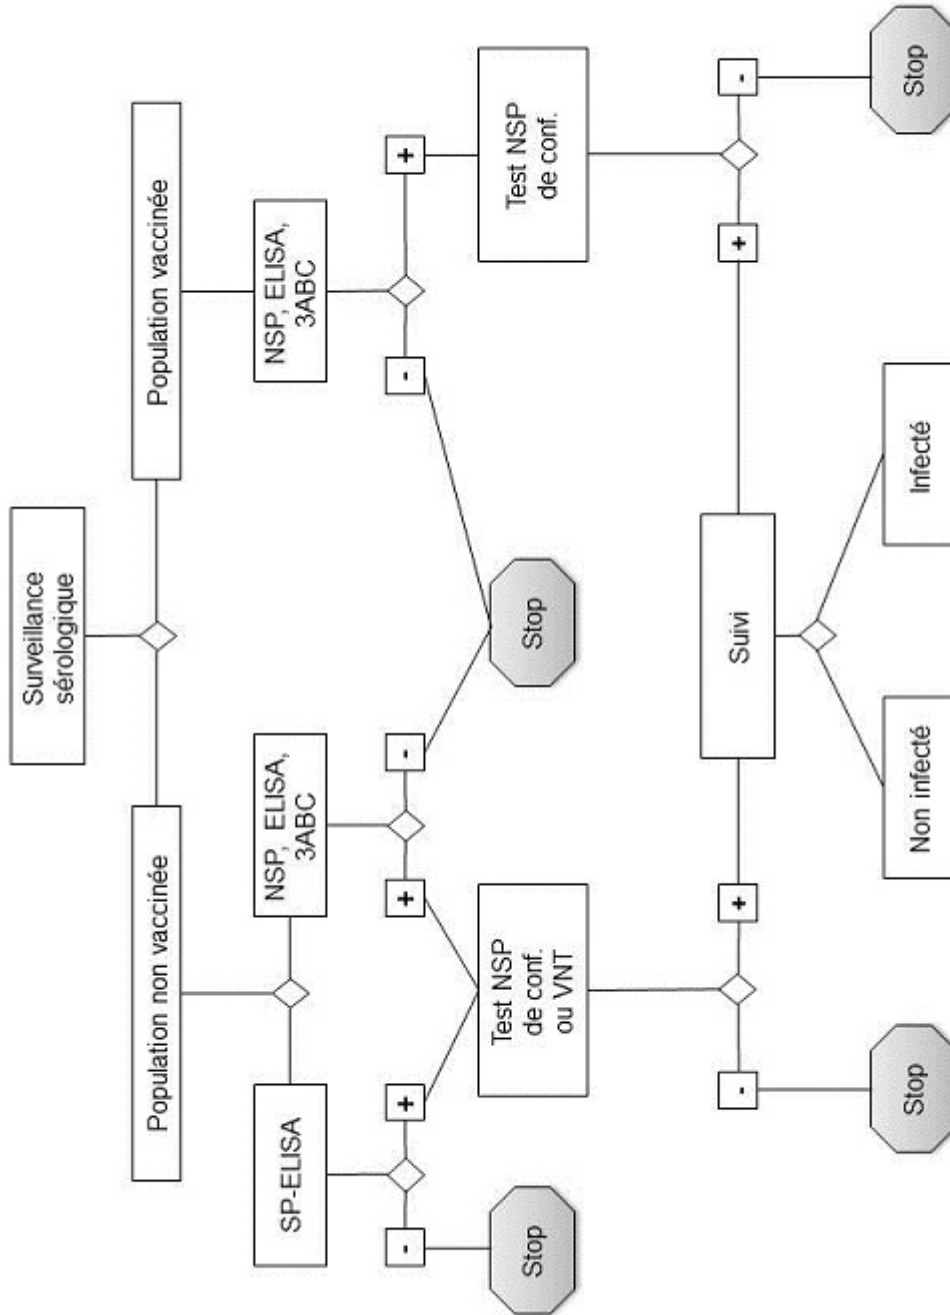 Surveillance
sérologique
Population non vaccinée
Population vaccinée
SP-ELISA
NSP, ELISA,
3ABC
NSP, ELISA,
3ABC
-
+
+
-
-
+
Stop
Test NSP
de conf.
ou VNT
Stop
Test NSP
de conf.
-
+
Suivi
+
-
Stop
Non infecté
Infecté
Stop